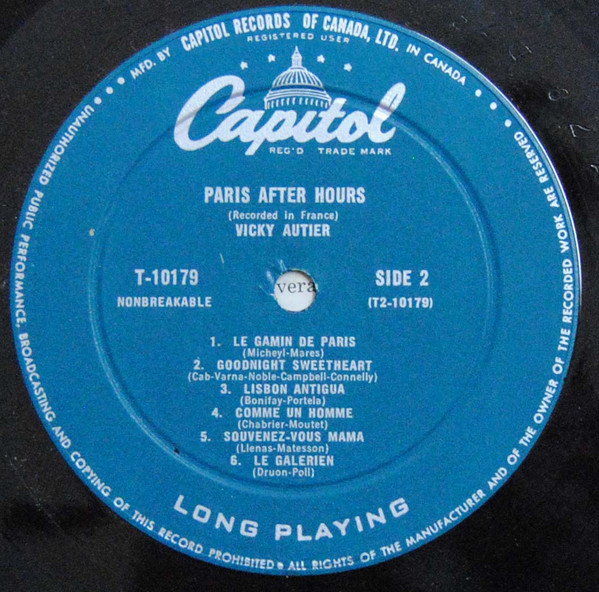 MFD. BY CAPITOL RECORDS OF CANADA, LTD. IN CANADA
REGISTERED USER
Capitol
REG'D TRADE MARK
PARIS AFTER HOURS
(Recorded in France)
VICKY AUTIER
T-10179
NONBREAKABLE
vera
SIDE 2
(T2-10179)
1. LE GAMIN DE PARIS
(Micheyl-Mares)
2. GOODNIGHT SWEETHEART
(Cab-Varna-Noble-Campbell-Connelly)
3. LISBON ANTIGUA
(Bonifay-Portela)
4. COMME UN HOMME
(Chabrier-Moutet)
5. SOUVENEZ-VOUS MAMA
(Llenas-Matesson)
6. LE GALERIEN
(Druon-Poll)
LONG PLAYING
UNAUTHORIZED PUBLIC PERFORMANCE, BROADCASTING AND COPYING OF THIS RECORD PROHIBITED • ALL RIGHTS OF THE MANUFACTURER AND OF THE OWNER OF THE RECORDED WORK ARE RESERVED